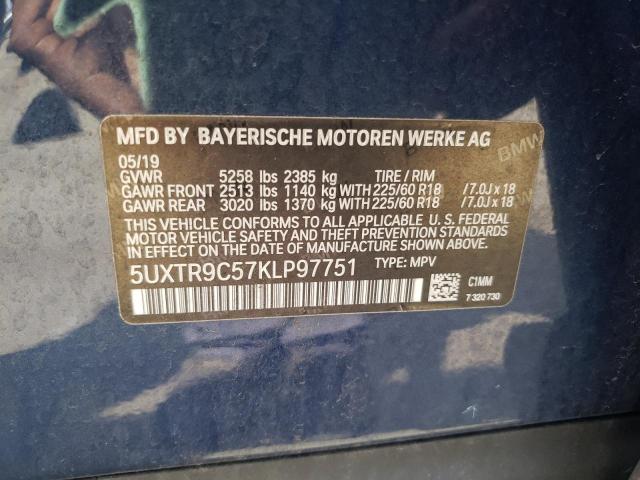 MFD BY BAYERISCHE MOTOREN WERKE AG
05/19
GVWR 5258 lbs 2385 kg TIRE / RIM
GAWR FRONT 2513 lbs 1140 kg WITH 225/60 R18 /7.0J x 18
GAWR REAR 3020 lbs 1370 kg WITH 225/60 R18 /7.0J x 18
THIS VEHICLE CONFORMS TO ALL APPLICABLE U. S. FEDERAL
MOTOR VEHICLE SAFETY AND THEFT PREVENTION STANDARDS
IN EFFECT ON THE DATE OF MANUFACTURE SHOWN ABOVE.
5UXTR9C57KLP97751 TYPE: MPV
C1MM
7 320 730
BMW